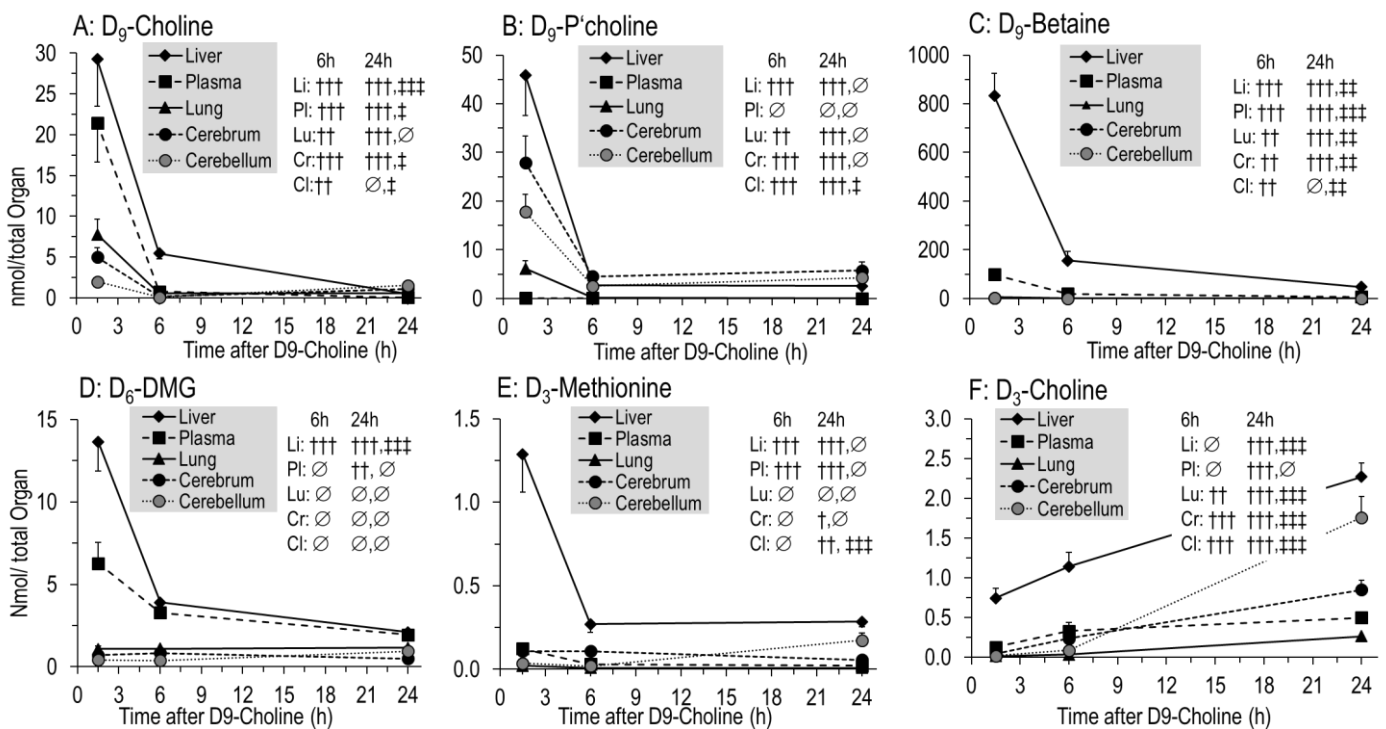 A: D₉-Choline
Liver
Plasma
Lung
Cerebrum
Cerebellum
6h 24h
Li: ††† †††,‡‡‡
Pl: ††† †††,‡
Lu:†† †††,∅
Cr:††† †††,‡
Cl:†† ∅,‡
nmol/total Organ
30
25
20
15
10
5
0
0 3 6 9 12 15 18 21 24
Time after D9-Choline (h)
B: D₉-P‘choline
Liver
Plasma
Lung
Cerebrum
Cerebellum
6h 24h
Li: ††† †††,∅
Pl: ∅ ∅,∅
Lu: †† †††,∅
Cr: ††† †††,∅
Cl: ††† †††,‡
50
40
30
20
10
0
0 3 6 9 12 15 18 21 24
Time after D9-Choline (h)
C: D₉-Betaine
Liver
Plasma
Lung
Cerebrum
Cerebellum
6h 24h
Li: ††† †††,‡‡
Pl: ††† †††,‡‡‡
Lu: †† †††,‡‡
Cr: †† †††,‡‡
Cl: †† ∅,‡‡
1000
800
600
400
200
0
0 3 6 9 12 15 18 21 24
Time after D9-Choline (h)
D: D₆-DMG
Liver
Plasma
Lung
Cerebrum
Cerebellum
6h 24h
Li: ††† †††,‡‡‡
Pl: ∅ ††, ∅
Lu: ∅ ∅,∅
Cr: ∅ ∅,∅
Cl: ∅ ∅,∅
Nmol/ total Organ
15
10
5
0
0 3 6 9 12 15 18 21 24
Time after D9-Choline (h)
E: D₃-Methionine
Liver
Plasma
Lung
Cerebrum
Cerebellum
6h 24h
Li: ††† †††,∅
Pl: ††† †††,∅
Lu: ∅ ∅,∅
Cr: ∅ †,∅
Cl: ∅ ††, ‡‡‡
1.5
1.0
0.5
0.0
0 3 6 9 12 15 18 21 24
Time after D9-Choline (h)
F: D₃-Choline
Liver
Plasma
Lung
Cerebrum
Cerebellum
6h 24h
Li: ∅ †††,‡‡‡
Pl: ∅ †††,∅
Lu: †† †††,‡‡‡
Cr: ††† †††,‡‡‡
Cl: ††† †††,‡‡‡
3.0
2.5
2.0
1.5
1.0
0.5
0.0
0 3 6 9 12 15 18 21 24
Time after D9-Choline (h)